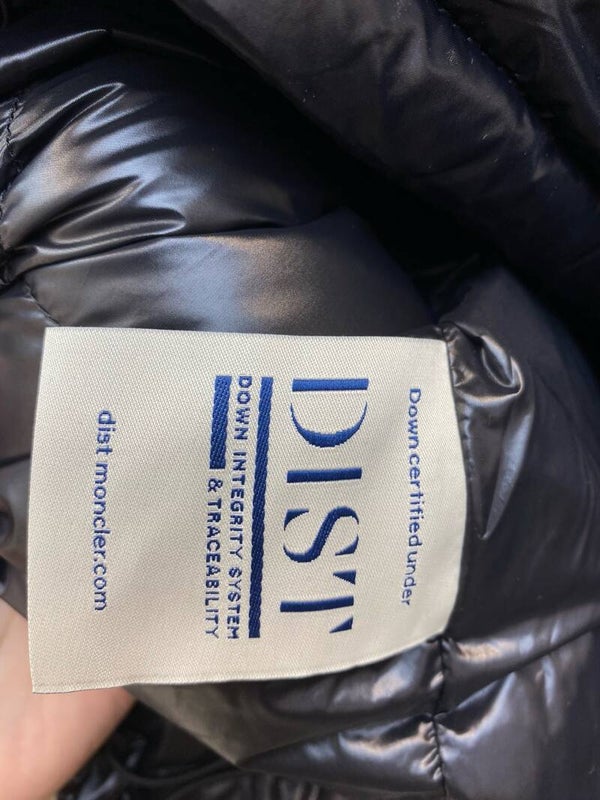 Down certified under
DIST
DOWN INTEGRITY SYSTEM
& TRACEABILITY
dist.moncler.com